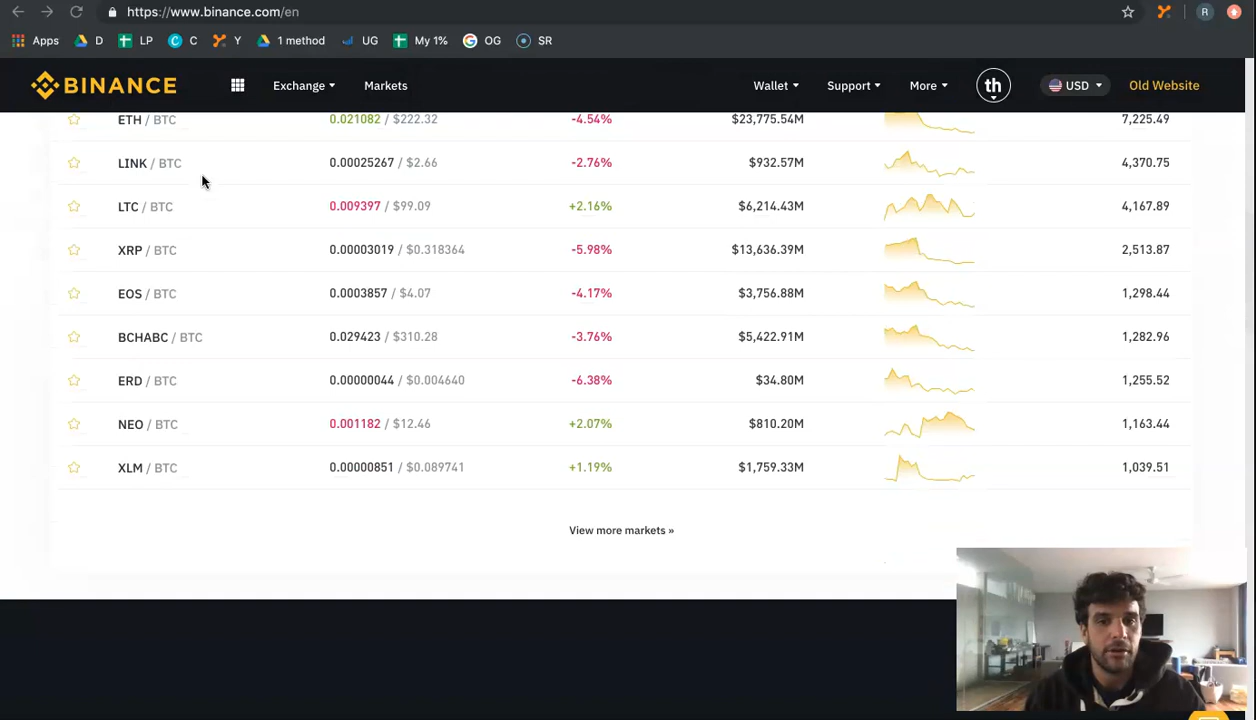 https://www.binance.com/en
R
Apps D LP C Y 1 method UG My 1% OG SR
BINANCE Exchange Markets Wallet Support More th USD Old Website
ETH / BTC 0.021082 / $222.32 -4.54% $23,775.54M 7,225.49
LINK / BTC 0.00025267 / $2.66 -2.76% $932.57M 4,370.75
LTC / BTC 0.009397 / $99.09 +2.16% $6,214.43M 4,167.89
XRP / BTC 0.00003019 / $0.318364 -5.98% $13,636.39M 2,513.87
EOS / BTC 0.0003857 / $4.07 -4.17% $3,756.88M 1,298.44
BCHABC / BTC 0.029423 / $310.28 -3.76% $5,422.91M 1,282.96
ERD / BTC 0.00000044 / $0.004640 -6.38% $34.80M 1,255.52
NEO / BTC 0.001182 / $12.46 +2.07% $810.20M 1,163.44
XLM / BTC 0.00000851 / $0.089741 +1.19% $1,759.33M 1,039.51
View more markets »